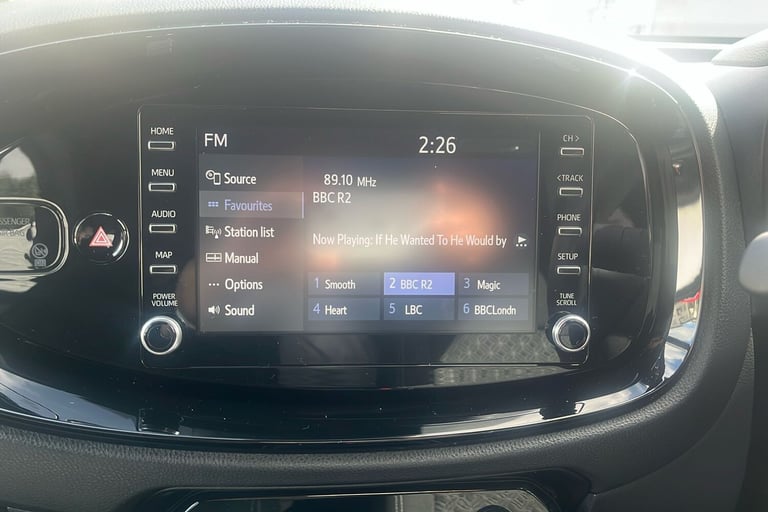 HOME
MENU
AUDIO
MAP
POWER
VOLUME
FM
2:26
Source
Favourites
Station list
Manual
Options
Sound
89.10 MHz
BBC R2
Now Playing: If He Wanted To He Would by
1 Smooth
2 BBC R2
3 Magic
4 Heart
5 LBC
6 BBCLondn
CH >
< TRACK
PHONE
SETUP
TUNE
SCROLL